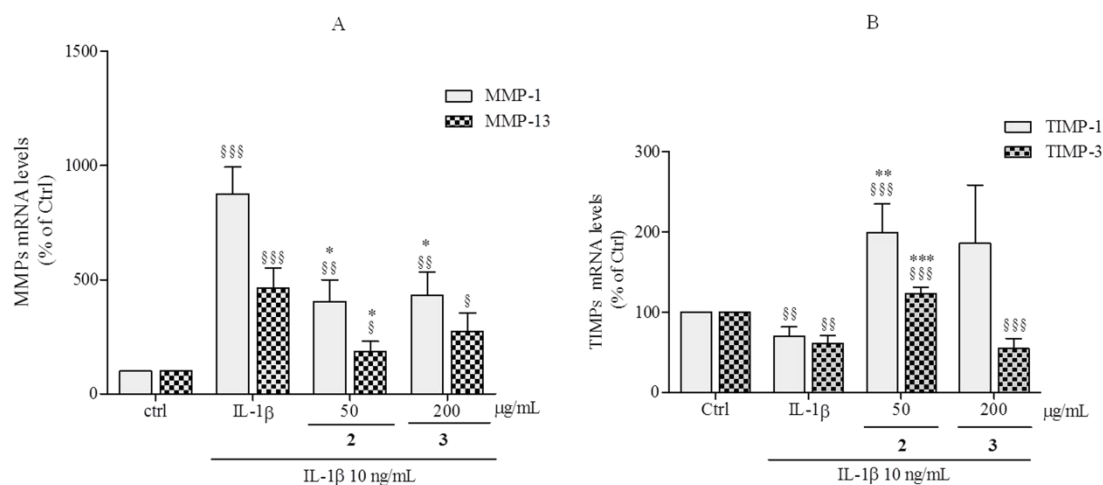 A
MMPs mRNA levels
(% of Ctrl)
1500
1000
500
0
MMP-1
MMP-13
§§§
§§§
*
§§
*
§
*
§§
§
ctrl
IL-1β
50
200
μg/mL
2
3
IL-1β 10 ng/mL
B
TIMPs mRNA levels
(% of Ctrl)
300
200
100
0
TIMP-1
TIMP-3
§§
§§
**
§§§
***
§§§
§§§
Ctrl
IL-1β
50
200
μg/mL
2
3
IL-1β 10 ng/mL